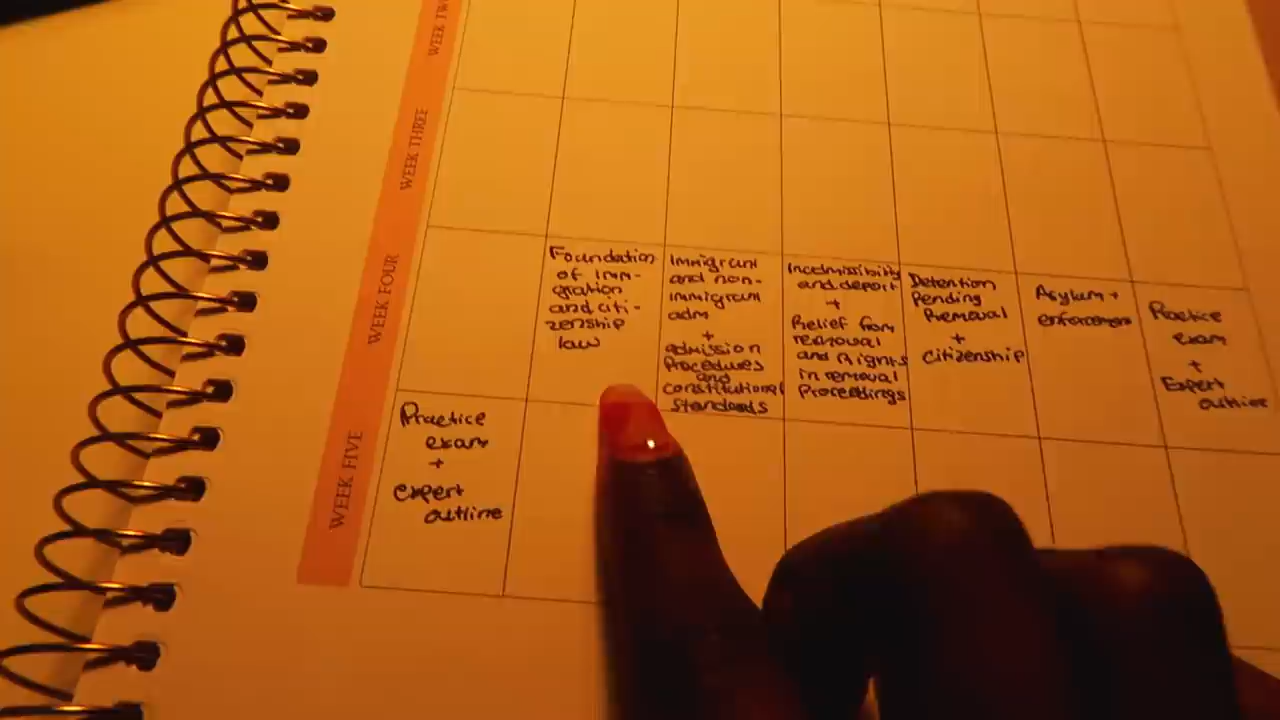 WEEK TWO
WEEK THREE
WEEK FOUR
Foundation
of imm-
gration
and citi-
zenship
law
Immigrant
and non-
immigrant
adm
+
admission
Procedures
and
constitutional
standards
Inadmissibility
and deport
+
Relief from
removal
and Rights
in removal
Proceedings
Detention
Pending
Removal
+
citizenship
Asylum +
enforcement
Practice
exam
+
Expert
outline
WEEK FIVE
Practice
exam
+
expert
outline